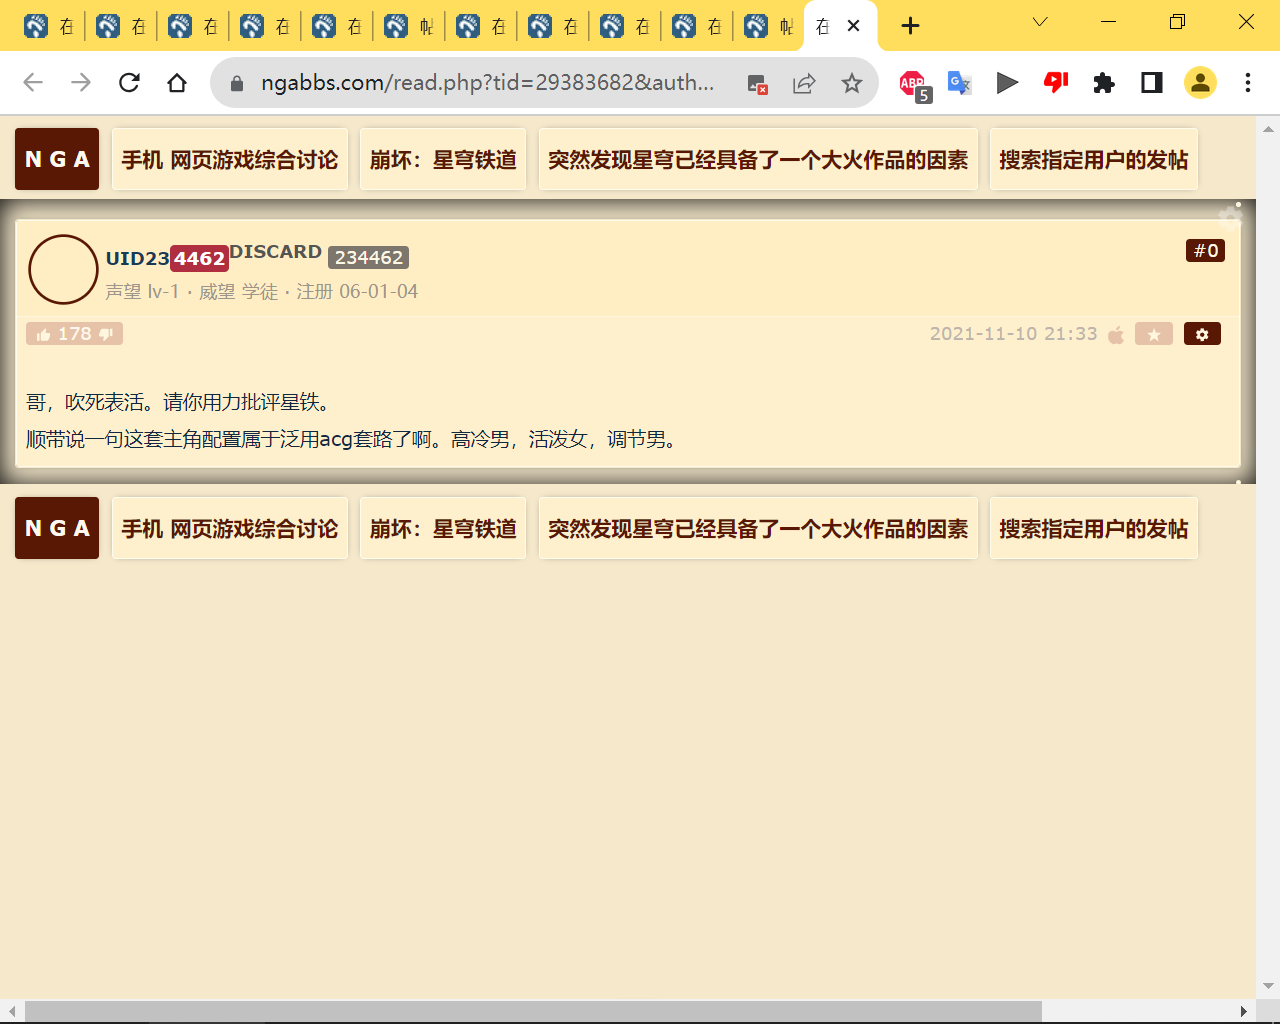 在 在 在 在 在 帖 在 在 在 在 帖 在
ngabbs.com/read.php?tid=29383682&auth...
ABP 5
N G A 手机 网页游戏综合讨论 崩坏：星穹铁道 突然发现星穹已经具备了一个大火作品的因素 搜索指定用户的发帖
UID234462 DISCARD 234462 #0
声望 lv-1 · 威望 学徒 · 注册 06-01-04
178 2021-11-10 21:33
哥，吹死表活。请你用力批评星铁。
顺带说一句这套主角配置属于泛用acg套路了啊。高冷男，活泼女，调节男。
N G A 手机 网页游戏综合讨论 崩坏：星穹铁道 突然发现星穹已经具备了一个大火作品的因素 搜索指定用户的发帖